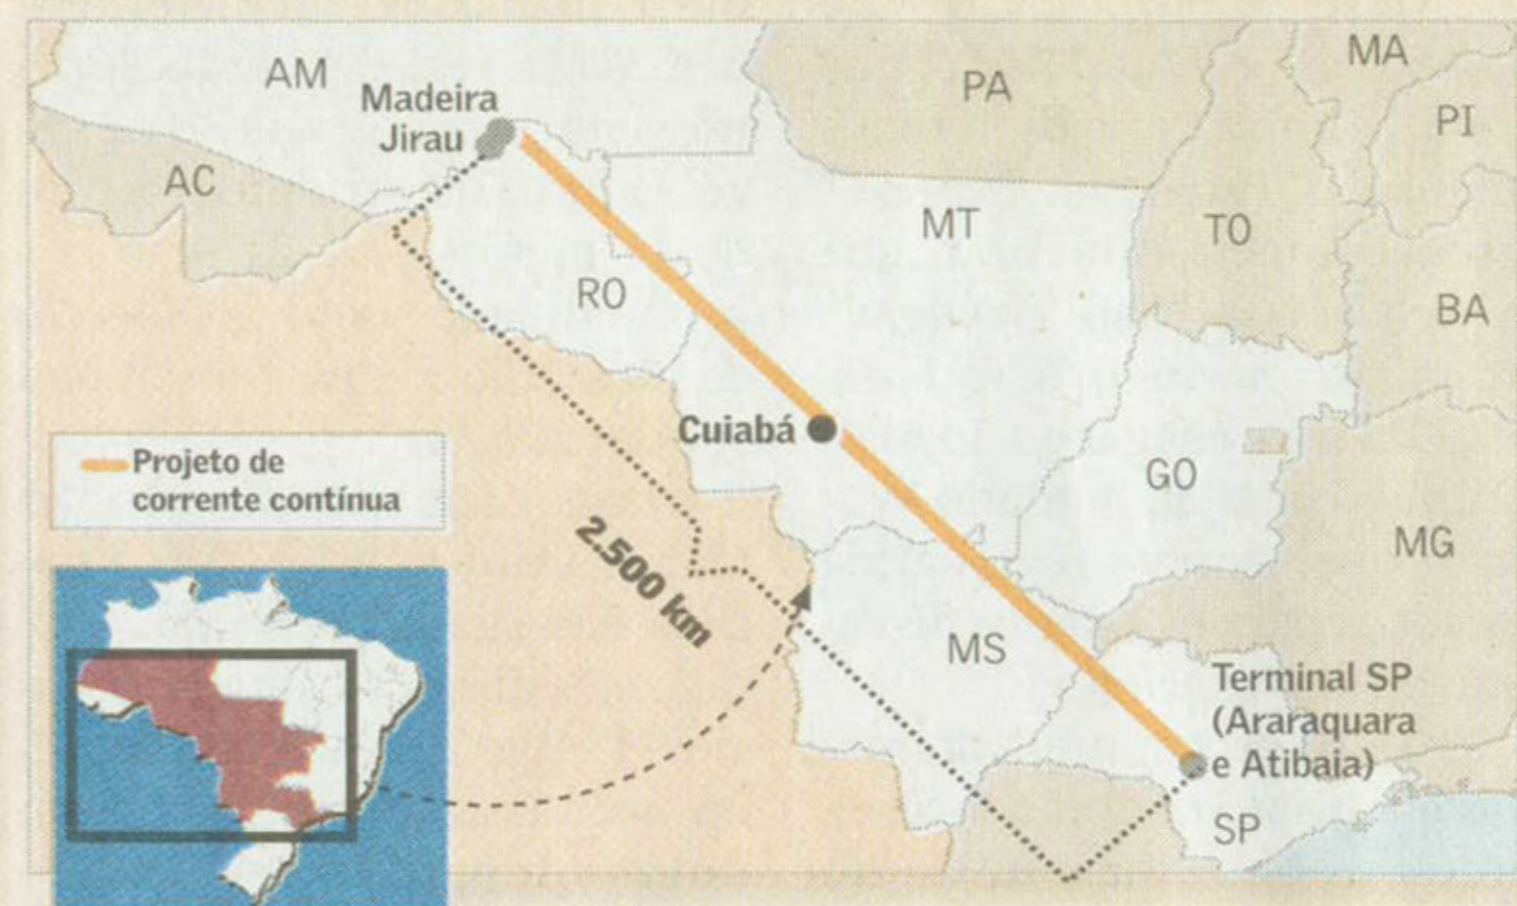 AM
MA
Madeira
Jirau
PA
PI
AC
MT
TO
RO
BA
Cuiabá
Projeto de
corrente contínua
GO
2.500 km
MG
MS
Terminal SP
(Araraquara
e Atibaia)
SP